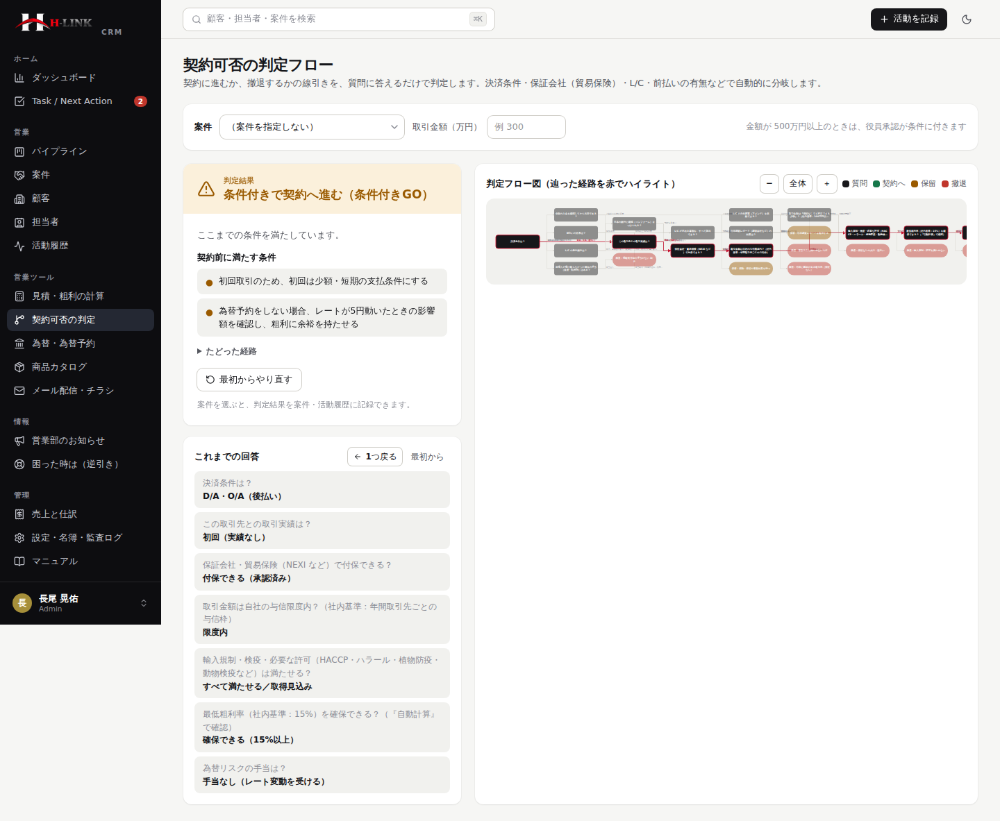 H-LINK CRM
ホーム
ダッシュボード
Task / Next Action 2
営業
パイプライン
案件
顧客
担当者
活動履歴
営業ツール
見積・粗利の計算
契約可否の判定
為替・為替予約
商品カタログ
メール配信・チラシ
情報
営業部のお知らせ
困った時は（逆引き）
管理
売上と仕訳
設定・名簿・監査ログ
マニュアル
長 長尾 晃佑
Admin
顧客・担当者・案件を検索 ⌘K
＋ 活動を記録
契約可否の判定フロー
契約に進むか、撤退するかの線引きを、質問に答えるだけで判定します。決済条件・保証会社（貿易保険）・L/C・前払いの有無などで自動的に分岐します。
案件 （案件を指定しない） 取引金額（万円） 例 300
金額が 500万円以上のときは、役員承認が条件に付きます
判定結果
条件付きで契約へ進む（条件付きGO）
ここまでの条件を満たしています。
契約前に満たす条件
初回取引のため、初回は少額・短期の支払条件にする
為替予約をしない場合、レートが5円動いたときの影響
額を確認し、粗利に余裕を持たせる
▶ たどった経路
最初からやり直す
案件を選ぶと、判定結果を案件・活動履歴に記録できます。
これまでの回答
← 1つ戻る 最初から
決済条件は？
D/A・O/A（後払い）
この取引先との取引実績は？
初回（実績なし）
保証会社・貿易保険（NEXI など）で付保できる？
付保できる（承認済み）
取引金額は自社の与信限度内？（社内基準：年間取引先ごとの
与信枠）
限度内
輸入規制・検疫・必要な許可（HACCP・ハラール・植物防疫・
動物検疫など）は満たせる？
すべて満たせる／取得見込み
最低粗利率（社内基準：15%）を確保できる？（『自動計算』
で確認）
確保できる（15%以上）
為替リスクの手当は？
手当なし（レート変動を受ける）
判定フロー図（辿った経路を赤でハイライト）
− 全体 ＋ 質問 契約へ 保留 撤退
決済条件は？
この取引先との取引実績は？